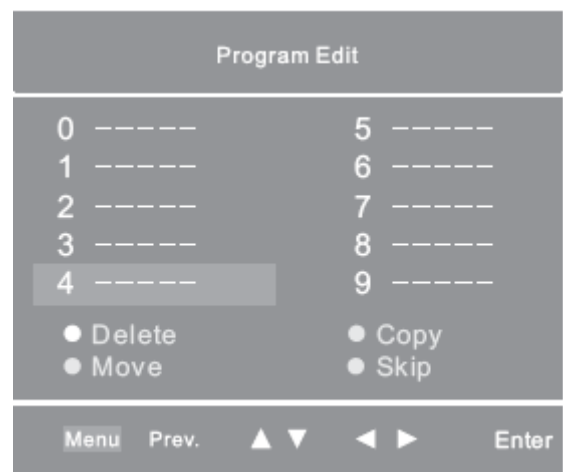 Program Edit
0 ----- 5 -----
1 ----- 6 -----
2 ----- 7 -----
3 ----- 8 -----
4 ----- 9 -----
Delete Copy
Move Skip
Menu Prev. ▲ ▼ ◀ ▶ Enter